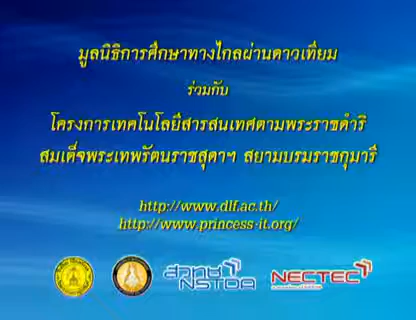 มูลนิธิการศึกษาทางไกลผ่านดาวเทียม
ร่วมกับ
โครงการเทคโนโลยีสารสนเทศตามพระราชดำริ
สมเด็จพระเทพรัตนราชสุดาฯ สยามบรมราชกุมารี
http://www.dlf.ac.th/
http://www.princess-it.org/
สวทช
NSTDA
NECTEC